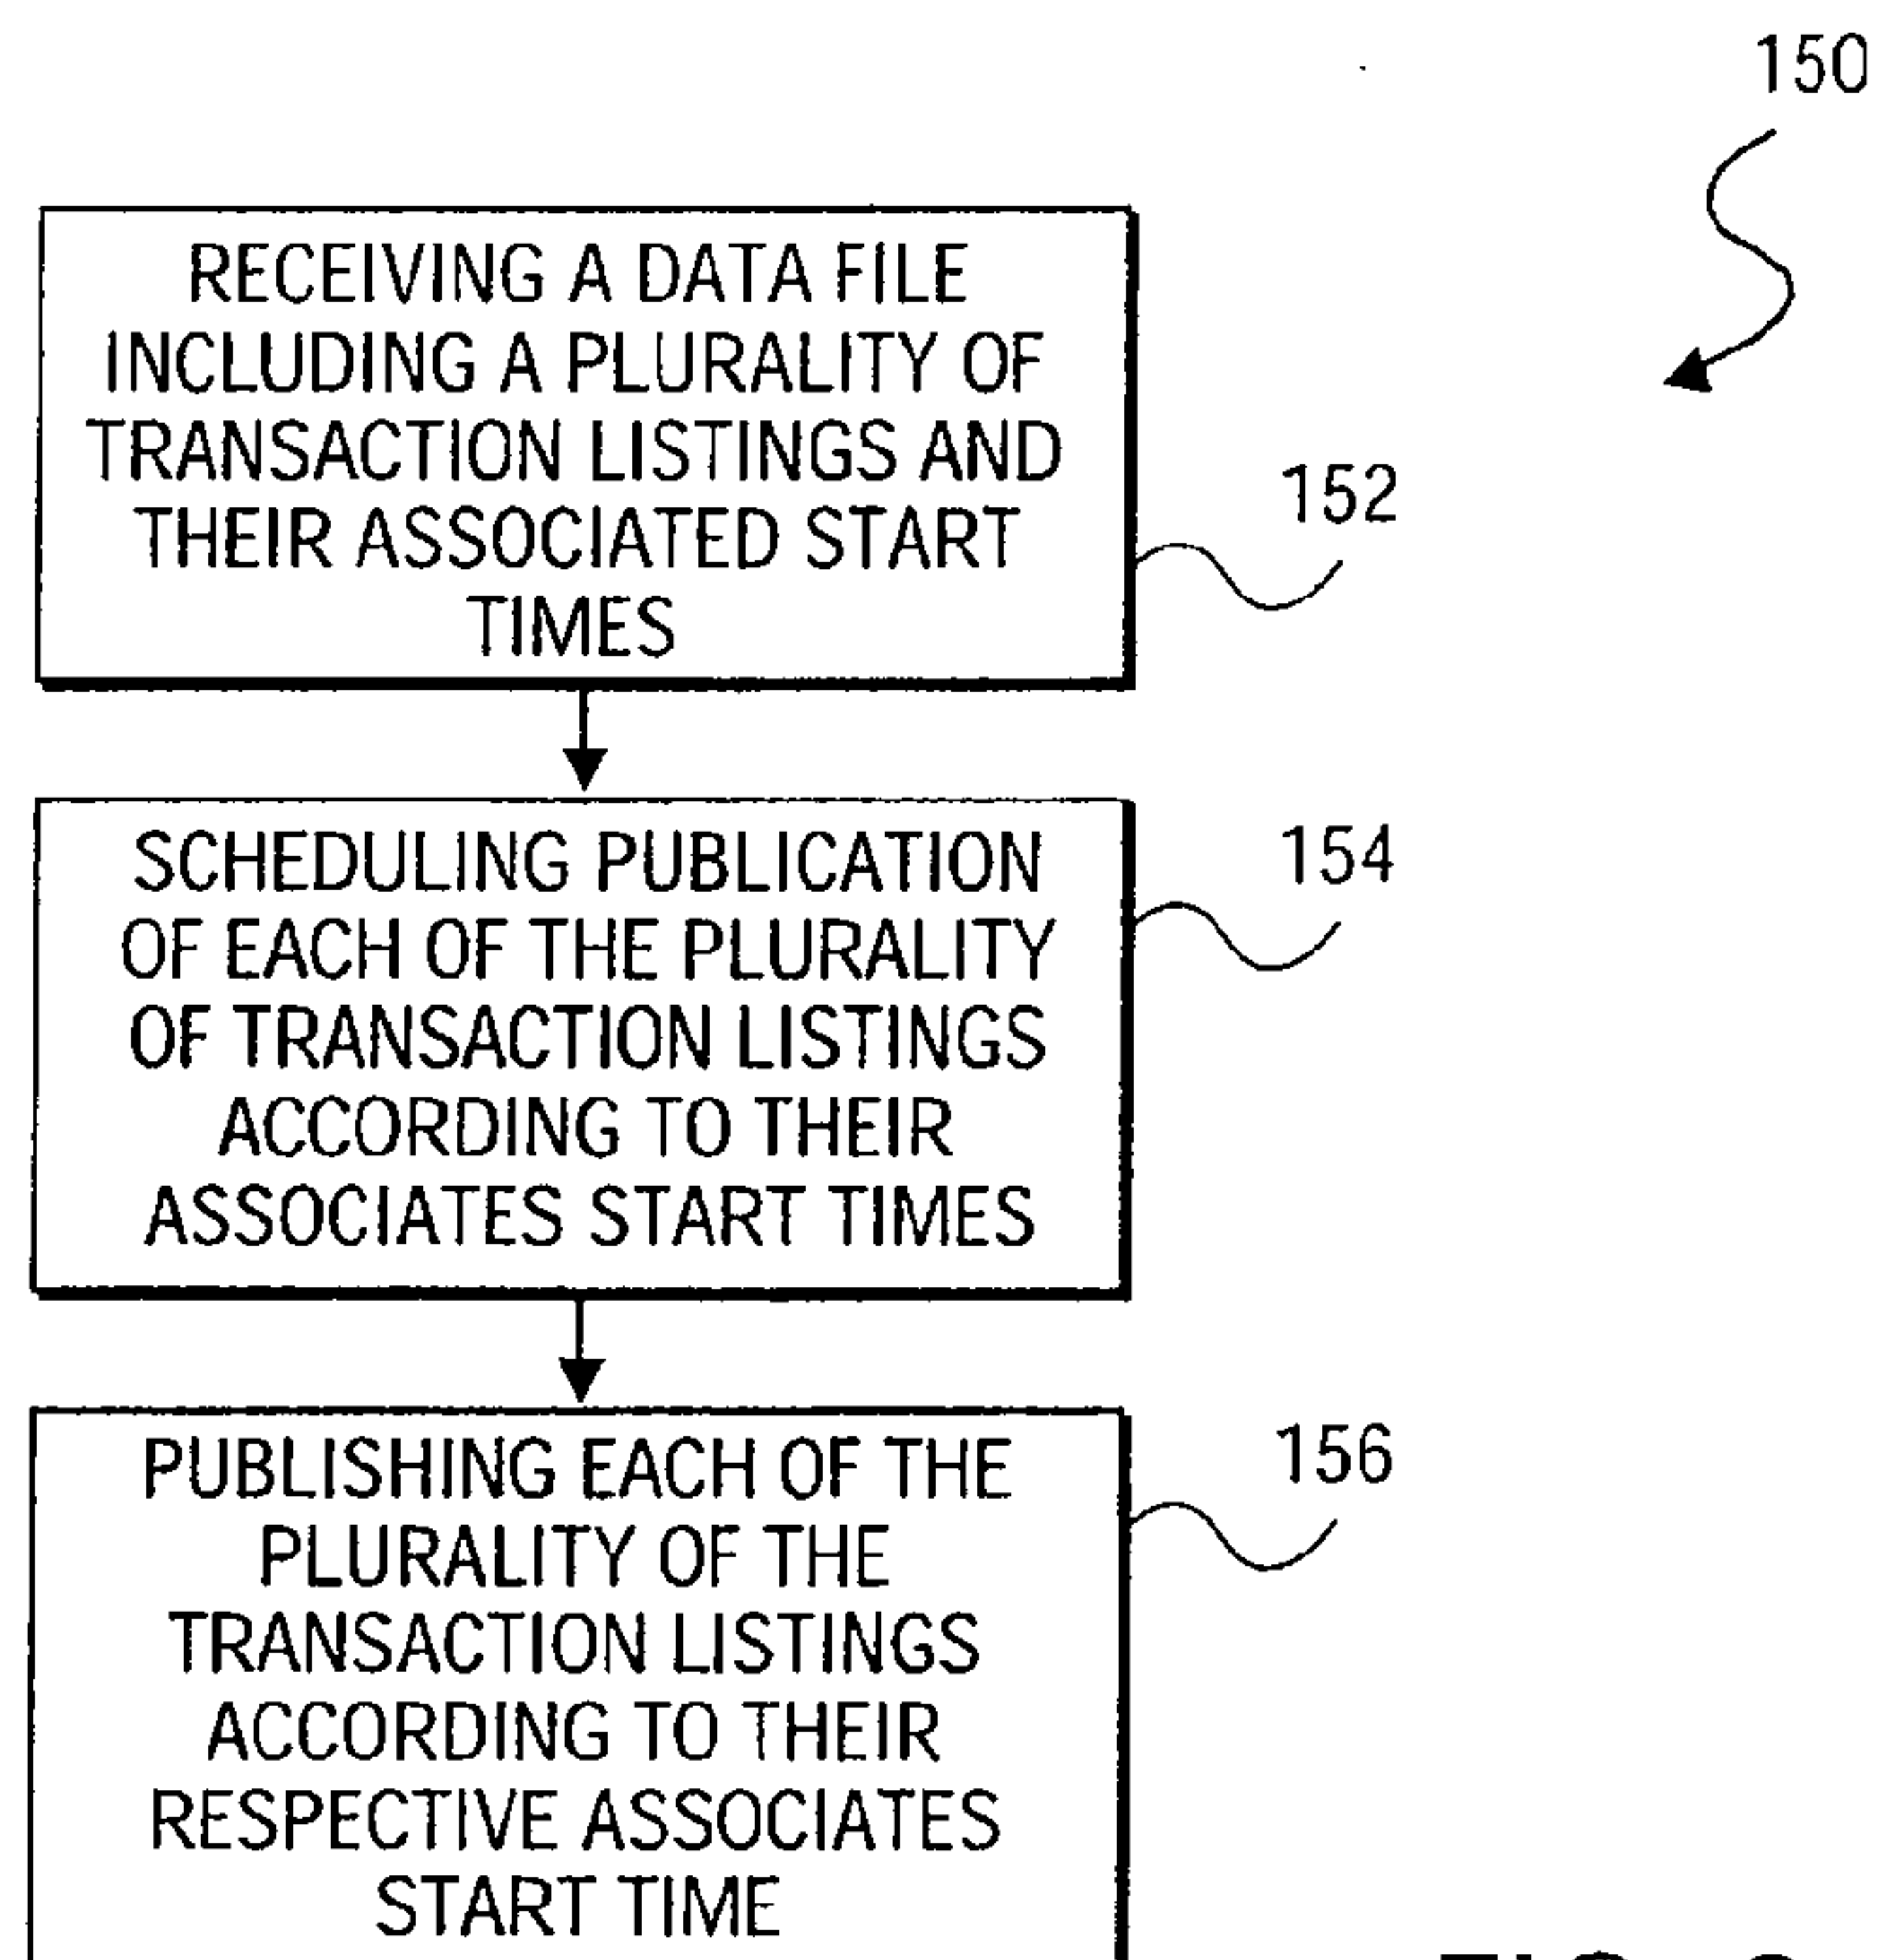 150
RECEIVING A DATA FILE
INCLUDING A PLURALITY OF
TRANSACTION LISTINGS AND
THEIR ASSOCIATED START
TIMES
152
SCHEDULING PUBLICATION
OF EACH OF THE PLURALITY
OF TRANSACTION LISTINGS
ACCORDING TO THEIR
ASSOCIATES START TIMES
154
PUBLISHING EACH OF THE
PLURALITY OF THE
TRANSACTION LISTINGS
ACCORDING TO THEIR
RESPECTIVE ASSOCIATES
START TIME
156